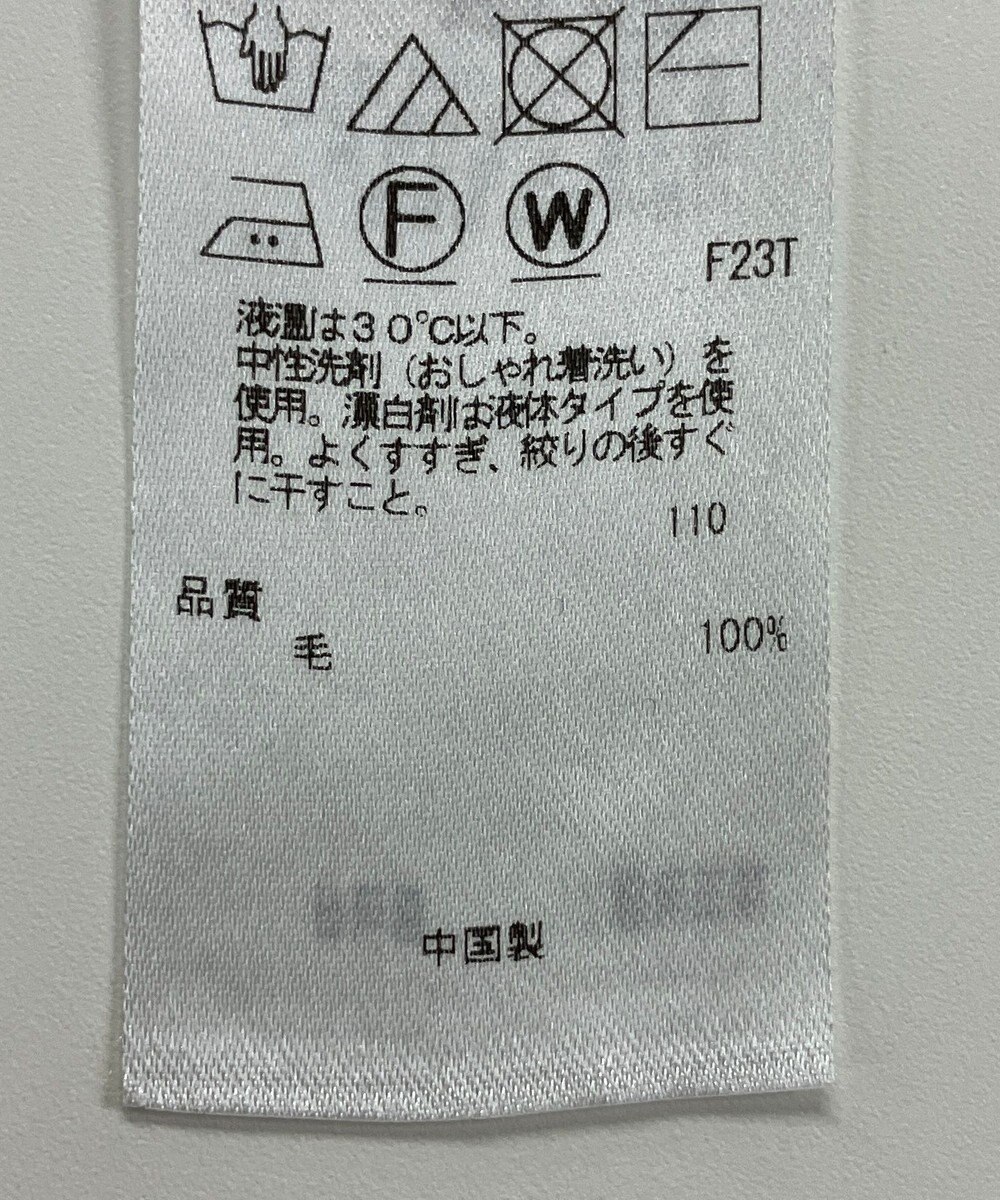 F W
F23T
液温は30℃以下。
中性洗剤(おしゃれ着洗い)を
使用。漂白剤は液体タイプを使
用。よくすすぎ、絞りの後すぐ
に干すこと。
110
品質
毛 100%
中国製